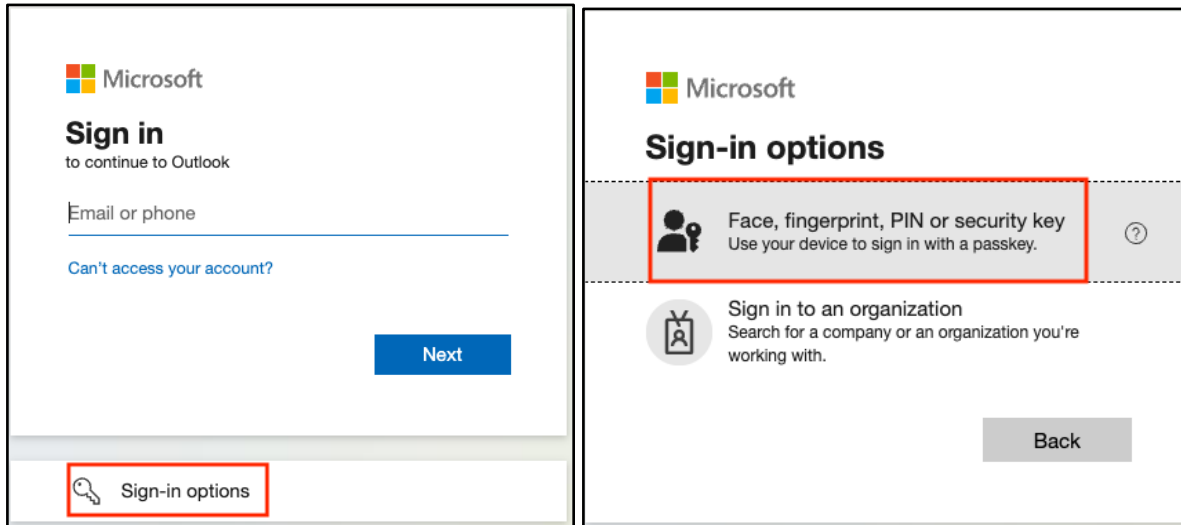 Microsoft
Sign in
to continue to Outlook
Email or phone
Can't access your account?
Next
Sign-in options
Microsoft
Sign-in options
Face, fingerprint, PIN or security key
Use your device to sign in with a passkey.
?
Sign in to an organization
Search for a company or an organization you're
working with.
Back